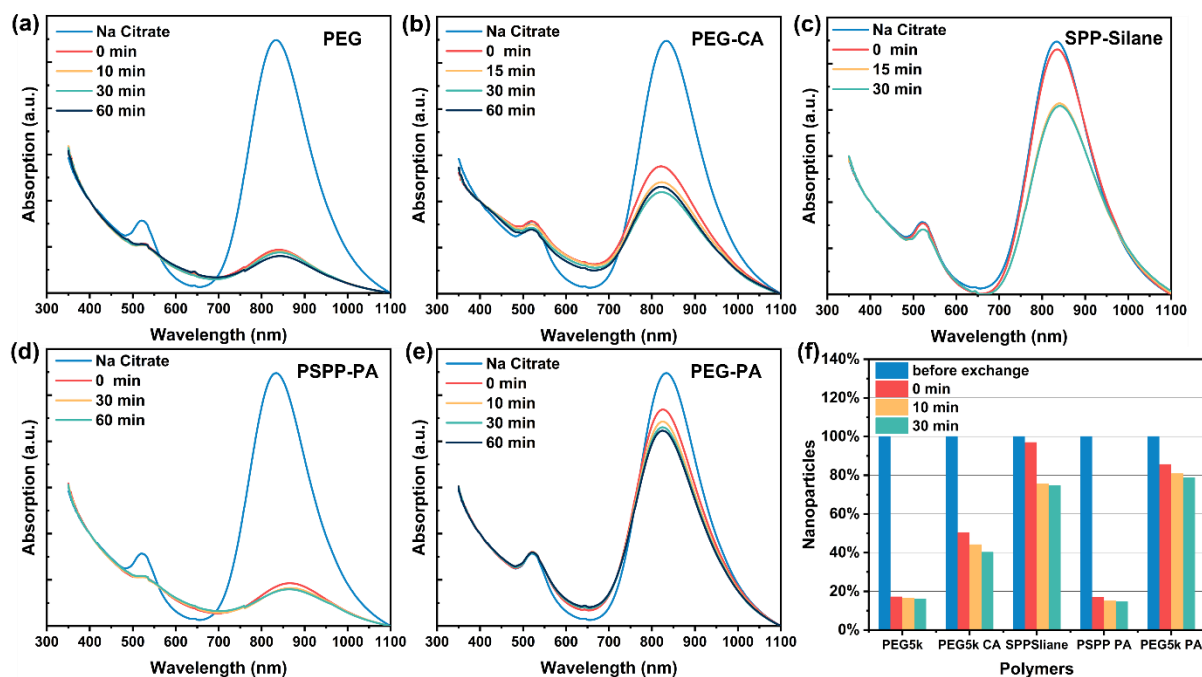 (a)
PEG
Na Citrate
0 min
10 min
30 min
60 min
Absorption (a.u.)
300 400 500 600 700 800 900 1000 1100
Wavelength (nm)
(b)
PEG-CA
Na Citrate
0 min
15 min
30 min
60 min
Absorption (a.u.)
300 400 500 600 700 800 900 1000 1100
Wavelength (nm)
(c)
SPP-Silane
Na Citrate
0 min
15 min
30 min
Absorption (a.u.)
300 400 500 600 700 800 900 1000 1100
Wavelength (nm)
(d)
PSPP-PA
Na Citrate
0 min
30 min
60 min
Absorption (a.u.)
300 400 500 600 700 800 900 1000 1100
Wavelength (nm)
(e)
PEG-PA
Na Citrate
0 min
10 min
30 min
60 min
Absorption (a.u.)
300 400 500 600 700 800 900 1000 1100
Wavelength (nm)
(f)
140%
120%
100%
80%
60%
40%
20%
0%
before exchange
0 min
10 min
30 min
Nanoparticles
PEG5k PEG5k CA SPPSliane PSPP PA PEG5k PA
Polymers